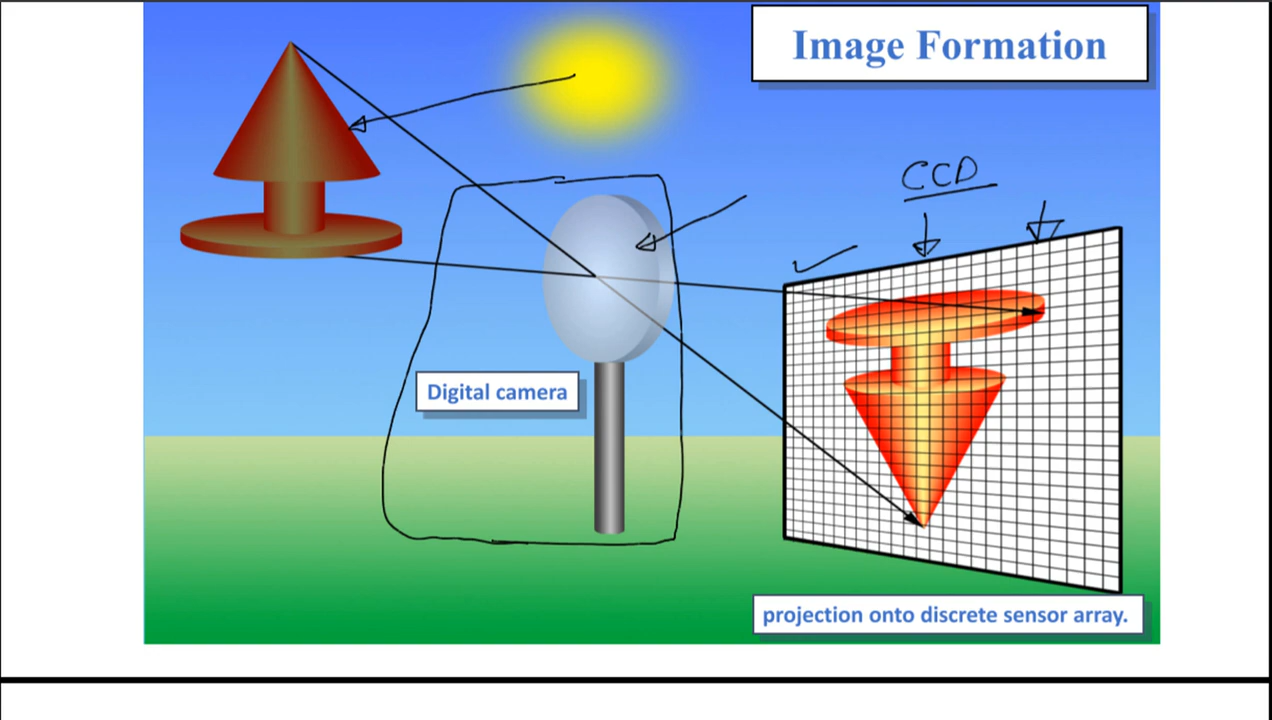 Image Formation
CCD
Digital camera
projection onto discrete sensor array.